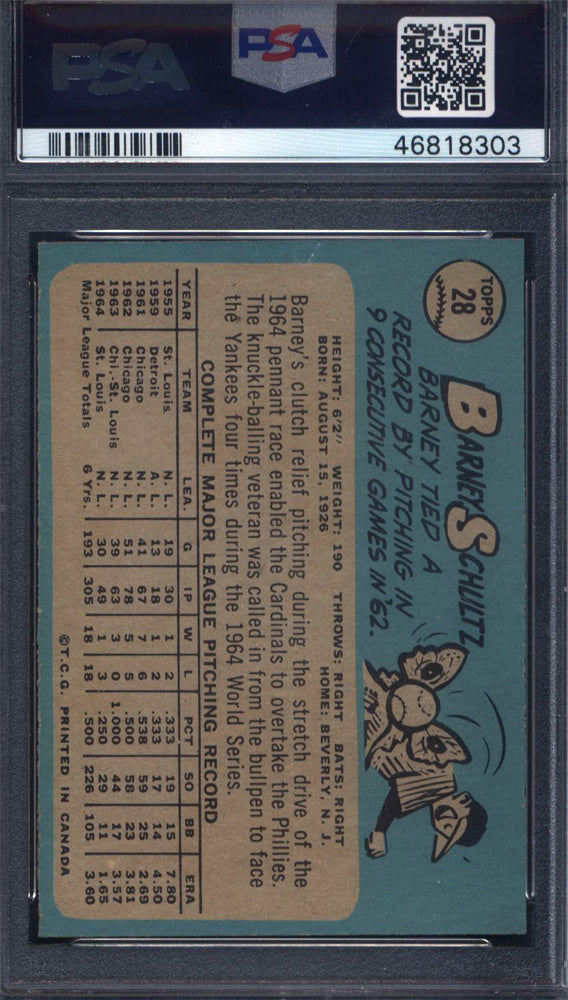 PSA
PSA
46818303
TOPPS
28
BARNEY SCHULTZ
BARNEY TIED A
RECORD BY PITCHING IN
9 CONSECUTIVE GAMES IN '62.
HEIGHT: 6'2" WEIGHT: 190 THROWS: RIGHT BATS: RIGHT
BORN: AUGUST 15, 1926 HOME: BEVERLY, N. J.
Barney's clutch relief pitching during the stretch drive of the
1964 pennant race enabled the Cardinals to overtake the Phillies.
The knuckle-balling veteran was called in from the bullpen to face
the Yankees four times during the 1964 World Series.
COMPLETE MAJOR LEAGUE PITCHING RECORD
YEAR TEAM LEA. G IP W L PCT SO BB ERA
1955 St. Louis N. L. 19 30 1 2 .333 19 15 7.80
1959 Detroit A. L. 13 18 1 2 .333 17 14 4.50
1961 Chicago N. L. 41 67 7 6 .538 59 25 2.69
1962 Chicago N. L. 51 78 5 5 .500 58 23 3.81
1963 Chi.-St. Louis N. L. 39 63 3 0 1.000 44 17 3.57
1964 St. Louis N. L. 30 49 1 3 .250 29 11 1.65
Major League Totals 6 Yrs. 193 305 18 18 .500 226 105 3.60
©T.C.G. PRINTED IN CANADA